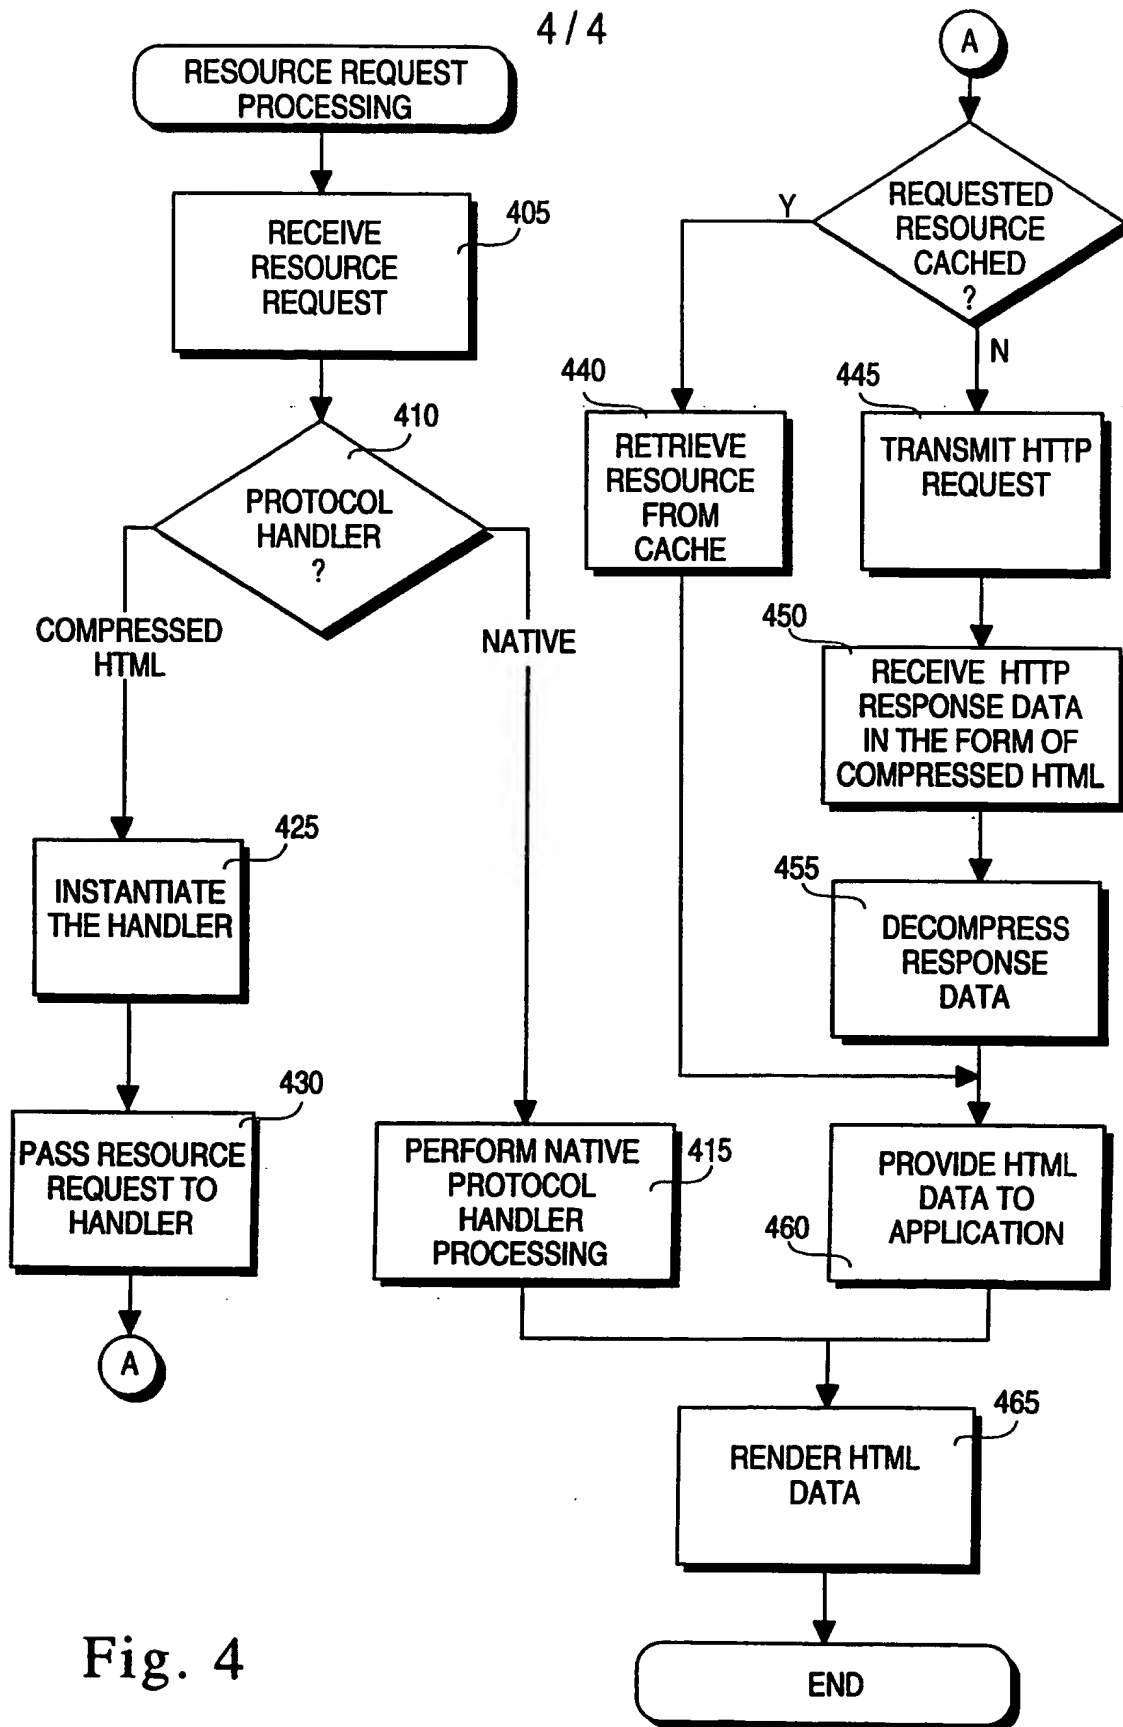 4 / 4
RESOURCE REQUEST
PROCESSING
405
RECEIVE
RESOURCE
REQUEST
410
PROTOCOL
HANDLER
?
COMPRESSED
HTML
NATIVE
425
INSTANTIATE
THE HANDLER
430
PASS RESOURCE
REQUEST TO
HANDLER
A
415
PERFORM NATIVE
PROTOCOL
HANDLER
PROCESSING
A
REQUESTED
RESOURCE
CACHED
?
Y
N
440
RETRIEVE
RESOURCE
FROM
CACHE
445
TRANSMIT HTTP
REQUEST
450
RECEIVE HTTP
RESPONSE DATA
IN THE FORM OF
COMPRESSED HTML
455
DECOMPRESS
RESPONSE
DATA
PROVIDE HTML
DATA TO
APPLICATION
460
465
RENDER HTML
DATA
END
Fig. 4